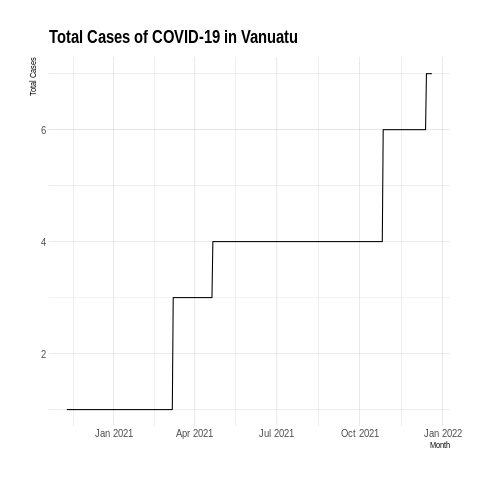 Total Cases of COVID-19 in Vanuatu
Total Cases
6
4
2
Jan 2021
Apr 2021
Jul 2021
Oct 2021
Jan 2022
Month